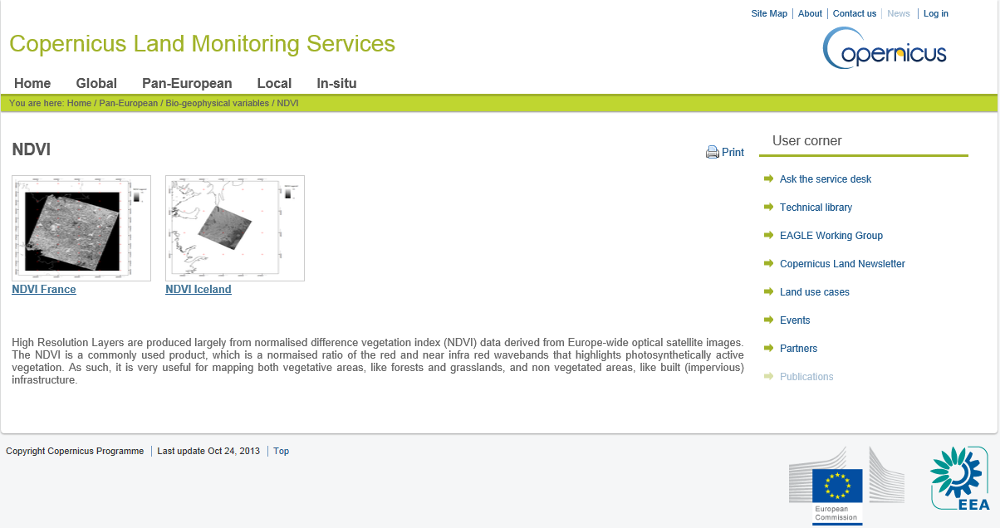 Site Map | About | Contact us | News | Log in
Copernicus Land Monitoring Services
opernicus
Home Global Pan-European Local In-situ
You are here: Home / Pan-European / Bio-geophysical variables / NDVI
NDVI
Print
User corner
NDVI France NDVI Iceland
High Resolution Layers are produced largely from normalised difference vegetation index (NDVI) data derived from Europe-wide optical satellite images.
The NDVI is a commonly used product, which is a normaised ratio of the red and near infra red wavebands that highlights photosynthetically active
vegetation. As such, it is very useful for mapping both vegetative areas, like forests and grasslands, and non vegetated areas, like built (impervious)
infrastructure.
Ask the service desk
Technical library
EAGLE Working Group
Copernicus Land Newsletter
Land use cases
Events
Partners
Publications
Copyright Copernicus Programme | Last update Oct 24, 2013 | Top
European
Commission
EEA